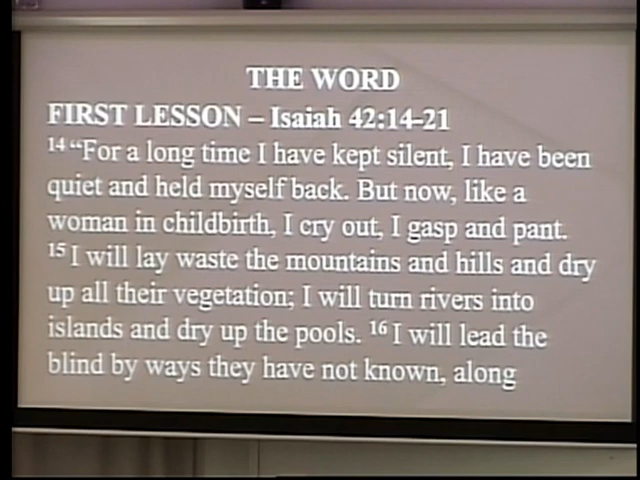 THE WORD
FIRST LESSON – Isaiah 42:14-21
14 “For a long time I have kept silent, I have been
quiet and held myself back. But now, like a
woman in childbirth, I cry out, I gasp and pant.
15 I will lay waste the mountains and hills and dry
up all their vegetation; I will turn rivers into
islands and dry up the pools. 16 I will lead the
blind by ways they have not known, along